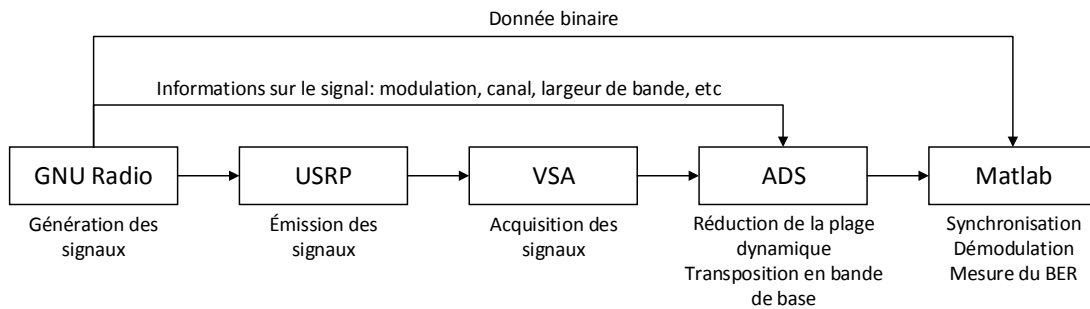 Donnée binaire
Informations sur le signal: modulation, canal, largeur de bande, etc
GNU Radio
USRP
VSA
ADS
Matlab
Génération des
signaux
Émission des
signaux
Acquisition des
signaux
Réduction de la plage
dynamique
Transposition en bande
de base
Synchronisation
Démodulation
Mesure du BER